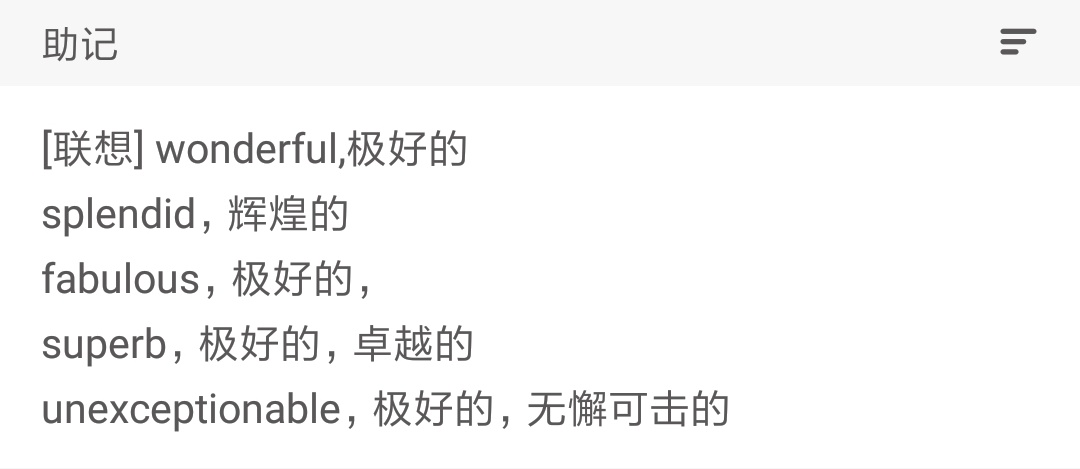 助记
[联想] wonderful,极好的
splendid，辉煌的
fabulous，极好的，
superb，极好的，卓越的
unexceptionable，极好的，无懈可击的